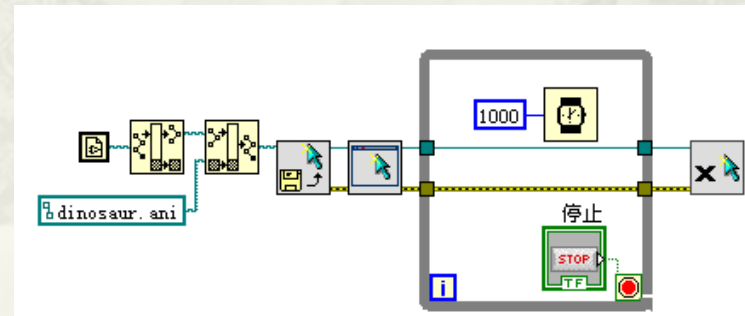 1000
dinosaur.ani
停止
STOP
TF
i